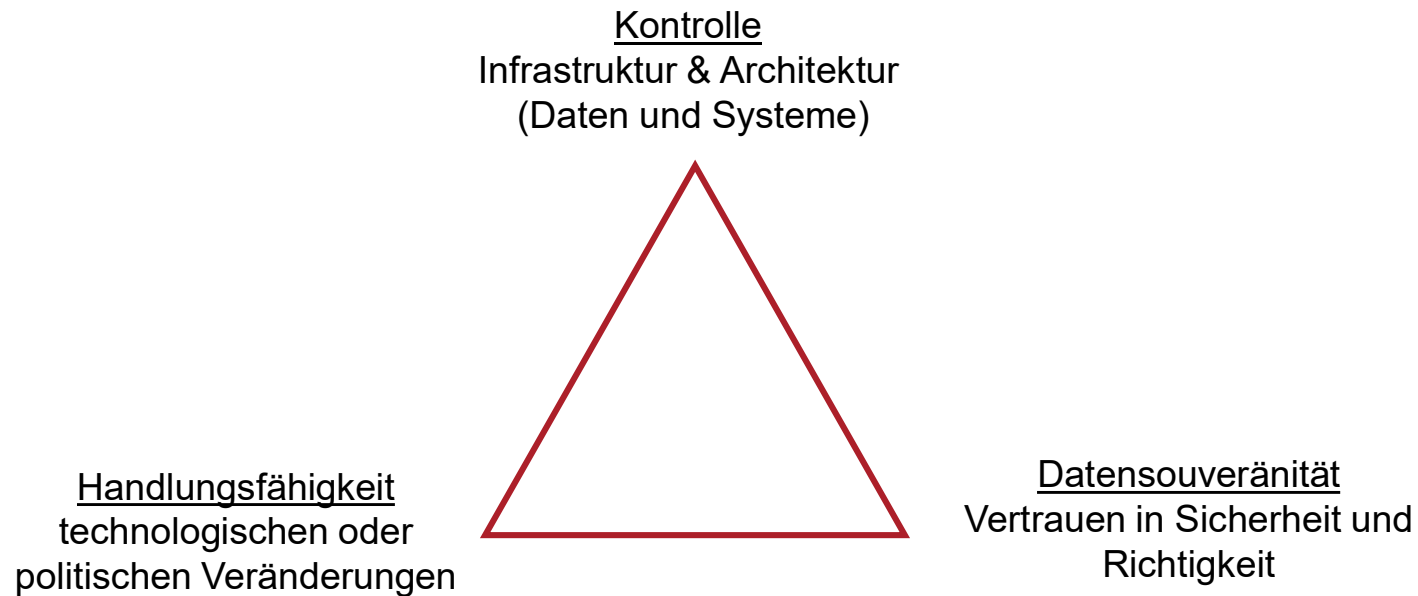 Kontrolle
Infrastruktur & Architektur
(Daten und Systeme)
Handlungsfähigkeit
technologischen oder
politischen Veränderungen
Datensouveränität
Vertrauen in Sicherheit und
Richtigkeit